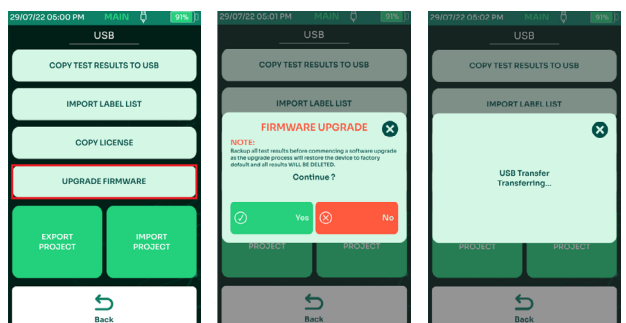 29/07/22 05:00 PM MAIN 91%
USB
COPY TEST RESULTS TO USB
IMPORT LABEL LIST
COPY LICENSE
UPGRADE FIRMWARE
EXPORT
PROJECT
IMPORT
PROJECT
Back
29/07/22 05:01 PM MAIN 91%
USB
COPY TEST RESULTS TO USB
IMPORT LABEL LIST
FIRMWARE UPGRADE
NOTE:
Backup all test results before commencing a software upgrade
as the upgrade process will restore the device to factory
default and all results WILL BE DELETED.
Continue ?
Yes
No
PROJECT
PROJECT
Back
29/07/22 05:02 PM MAIN 91%
USB
COPY TEST RESULTS TO USB
IMPORT LABEL LIST
USB Transfer
Transferring...
PROJECT
PROJECT
Back